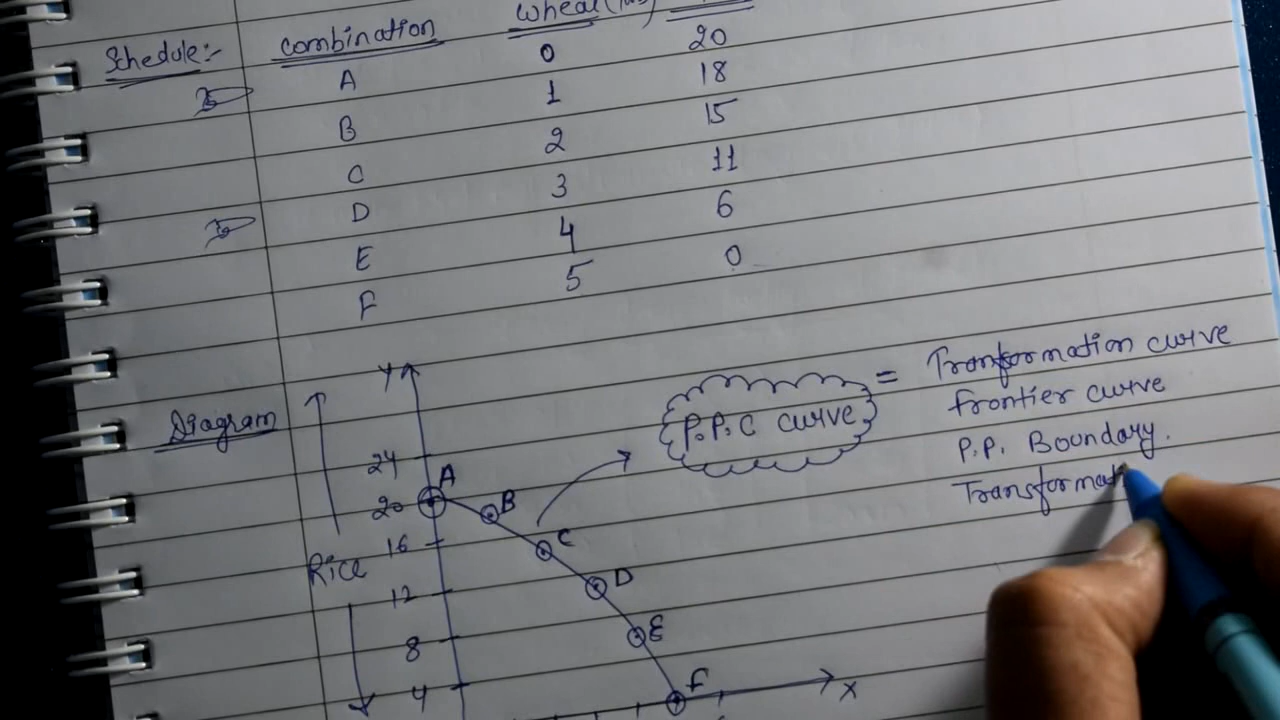 Schedule:- Combination Wheat
A 0 20
B 1 18
C 2 15
D 3 11
E 4 6
F 5 0
Diagram
Y
24
20
16
12
8
4
Rice
A
B
C
D
E
F
X
P.P.C curve
= Transformation curve
frontier curve
P.P. Boundary.
Transformat